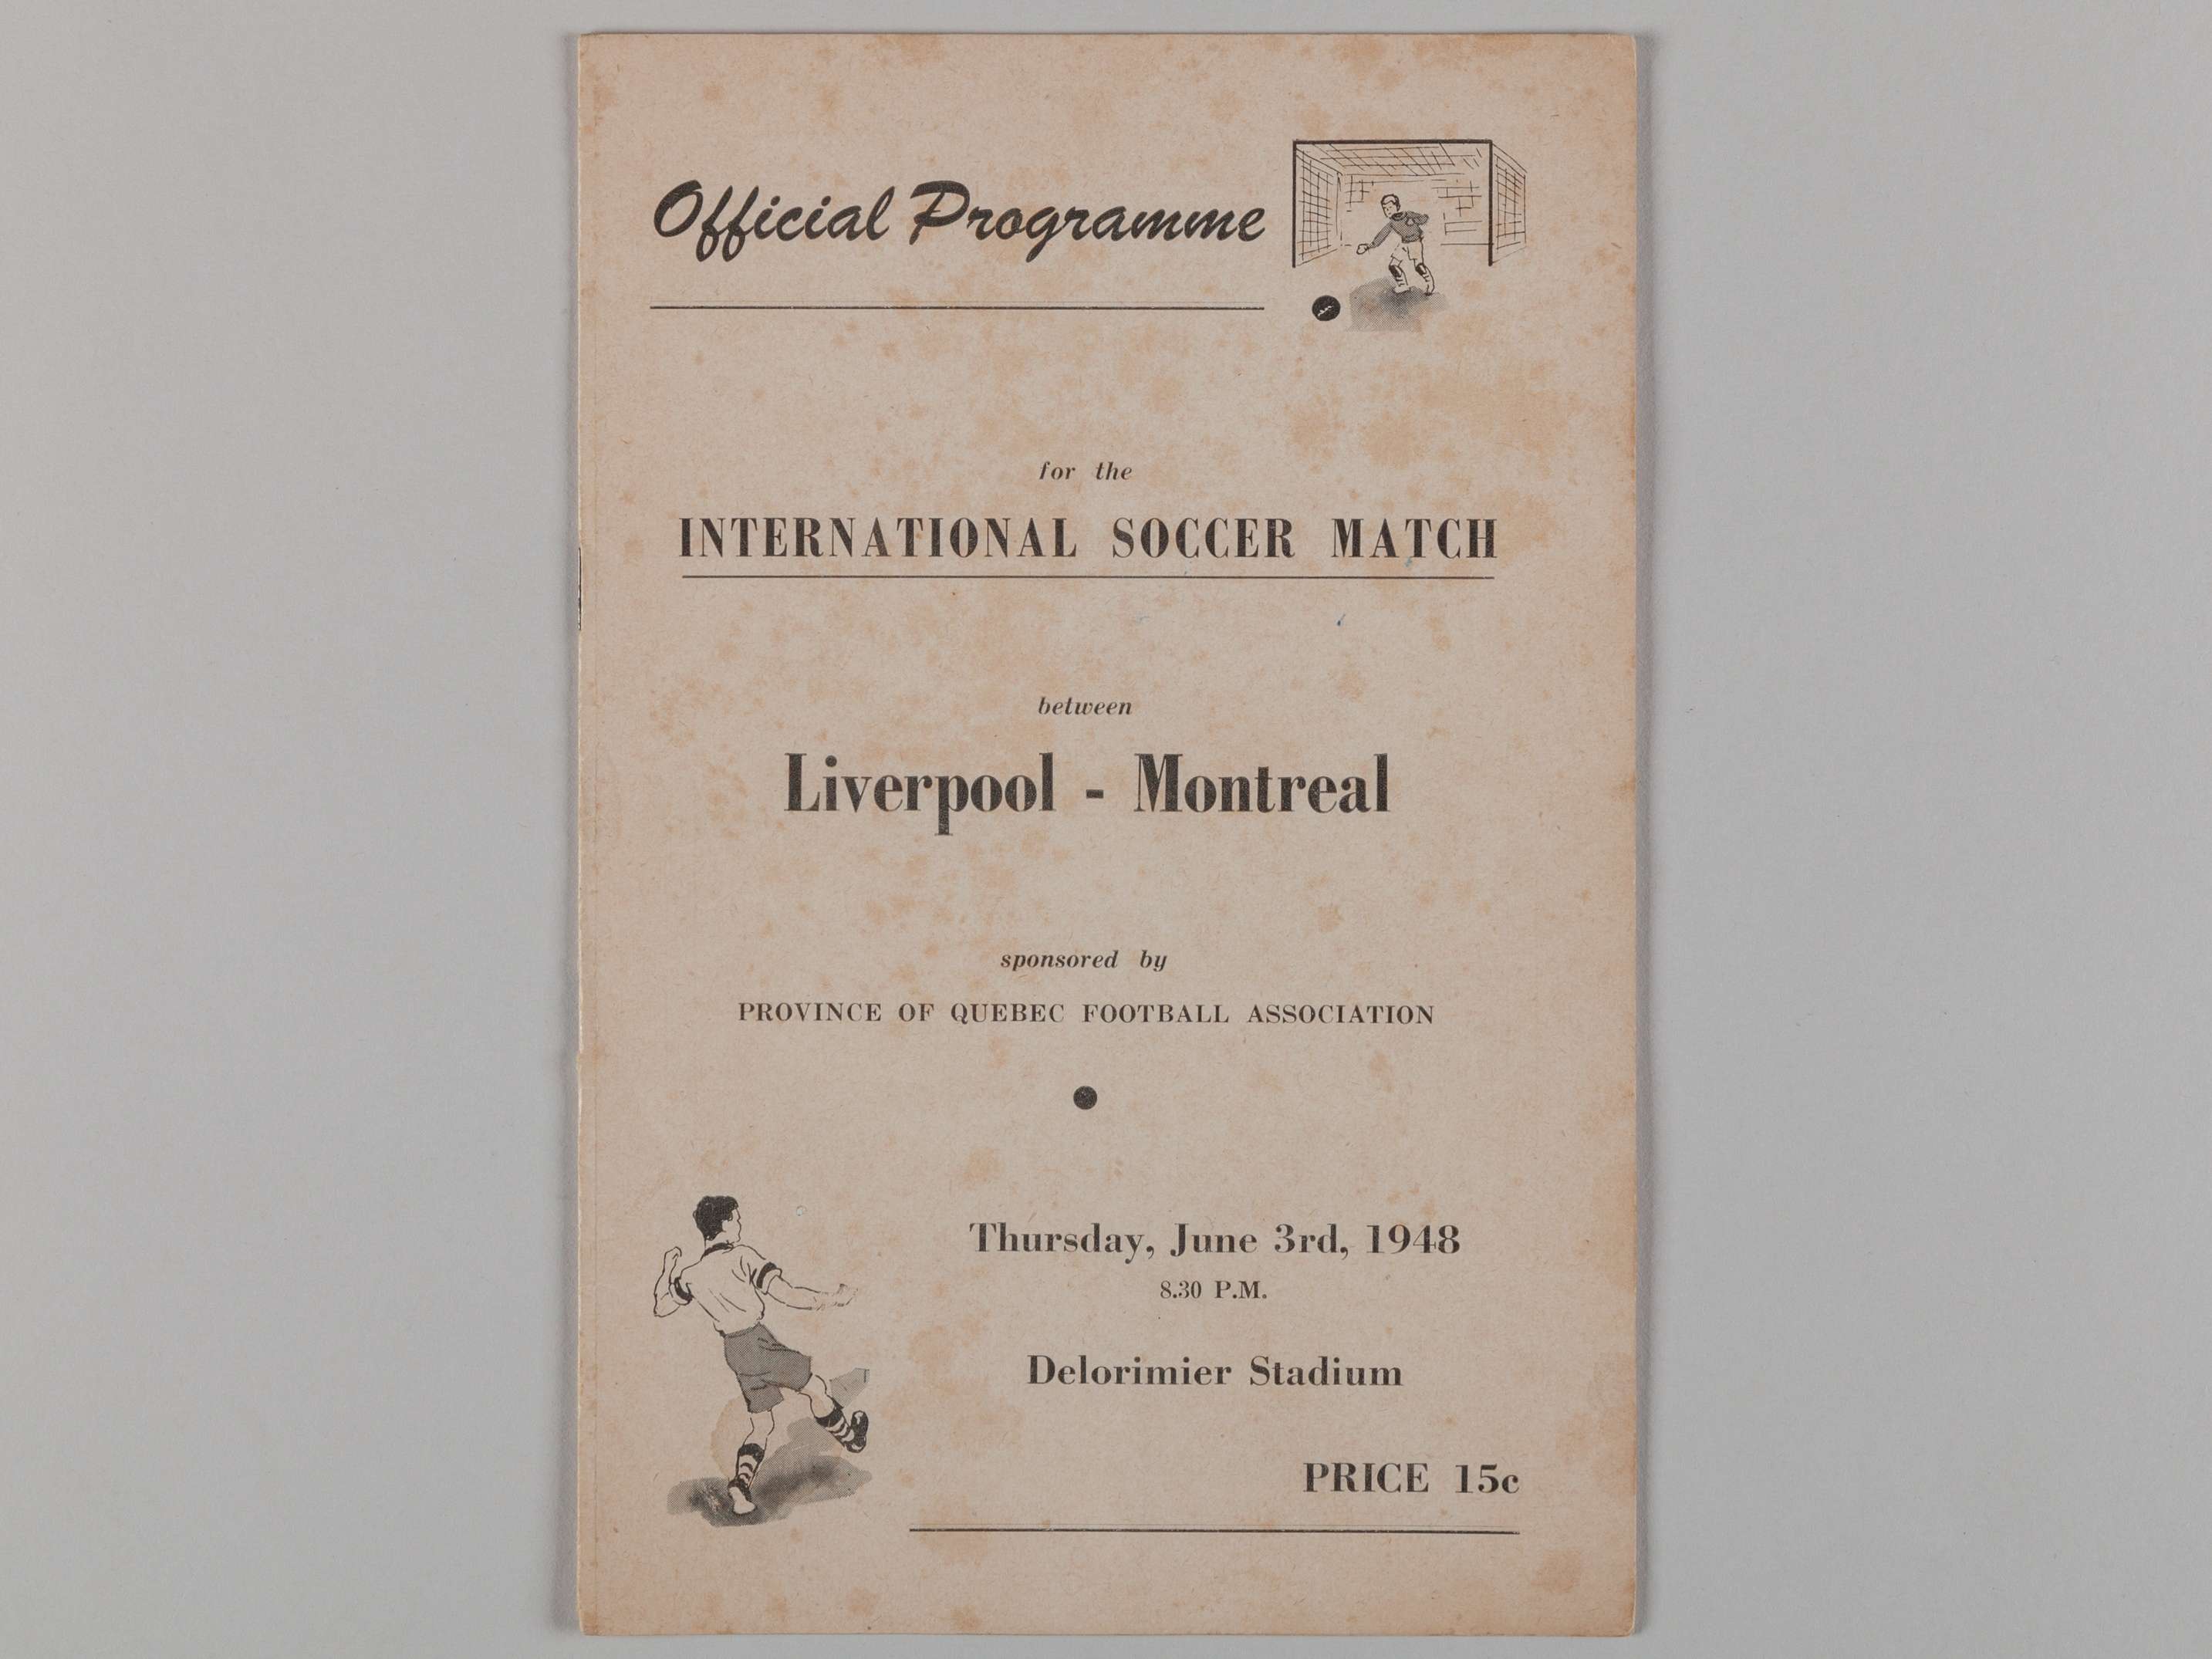 Official Programme
for the
INTERNATIONAL SOCCER MATCH
between
Liverpool - Montreal
sponsored by
PROVINCE OF QUEBEC FOOTBALL ASSOCIATION
Thursday, June 3rd, 1948
8.30 P.M.
Delorimier Stadium
PRICE 15c